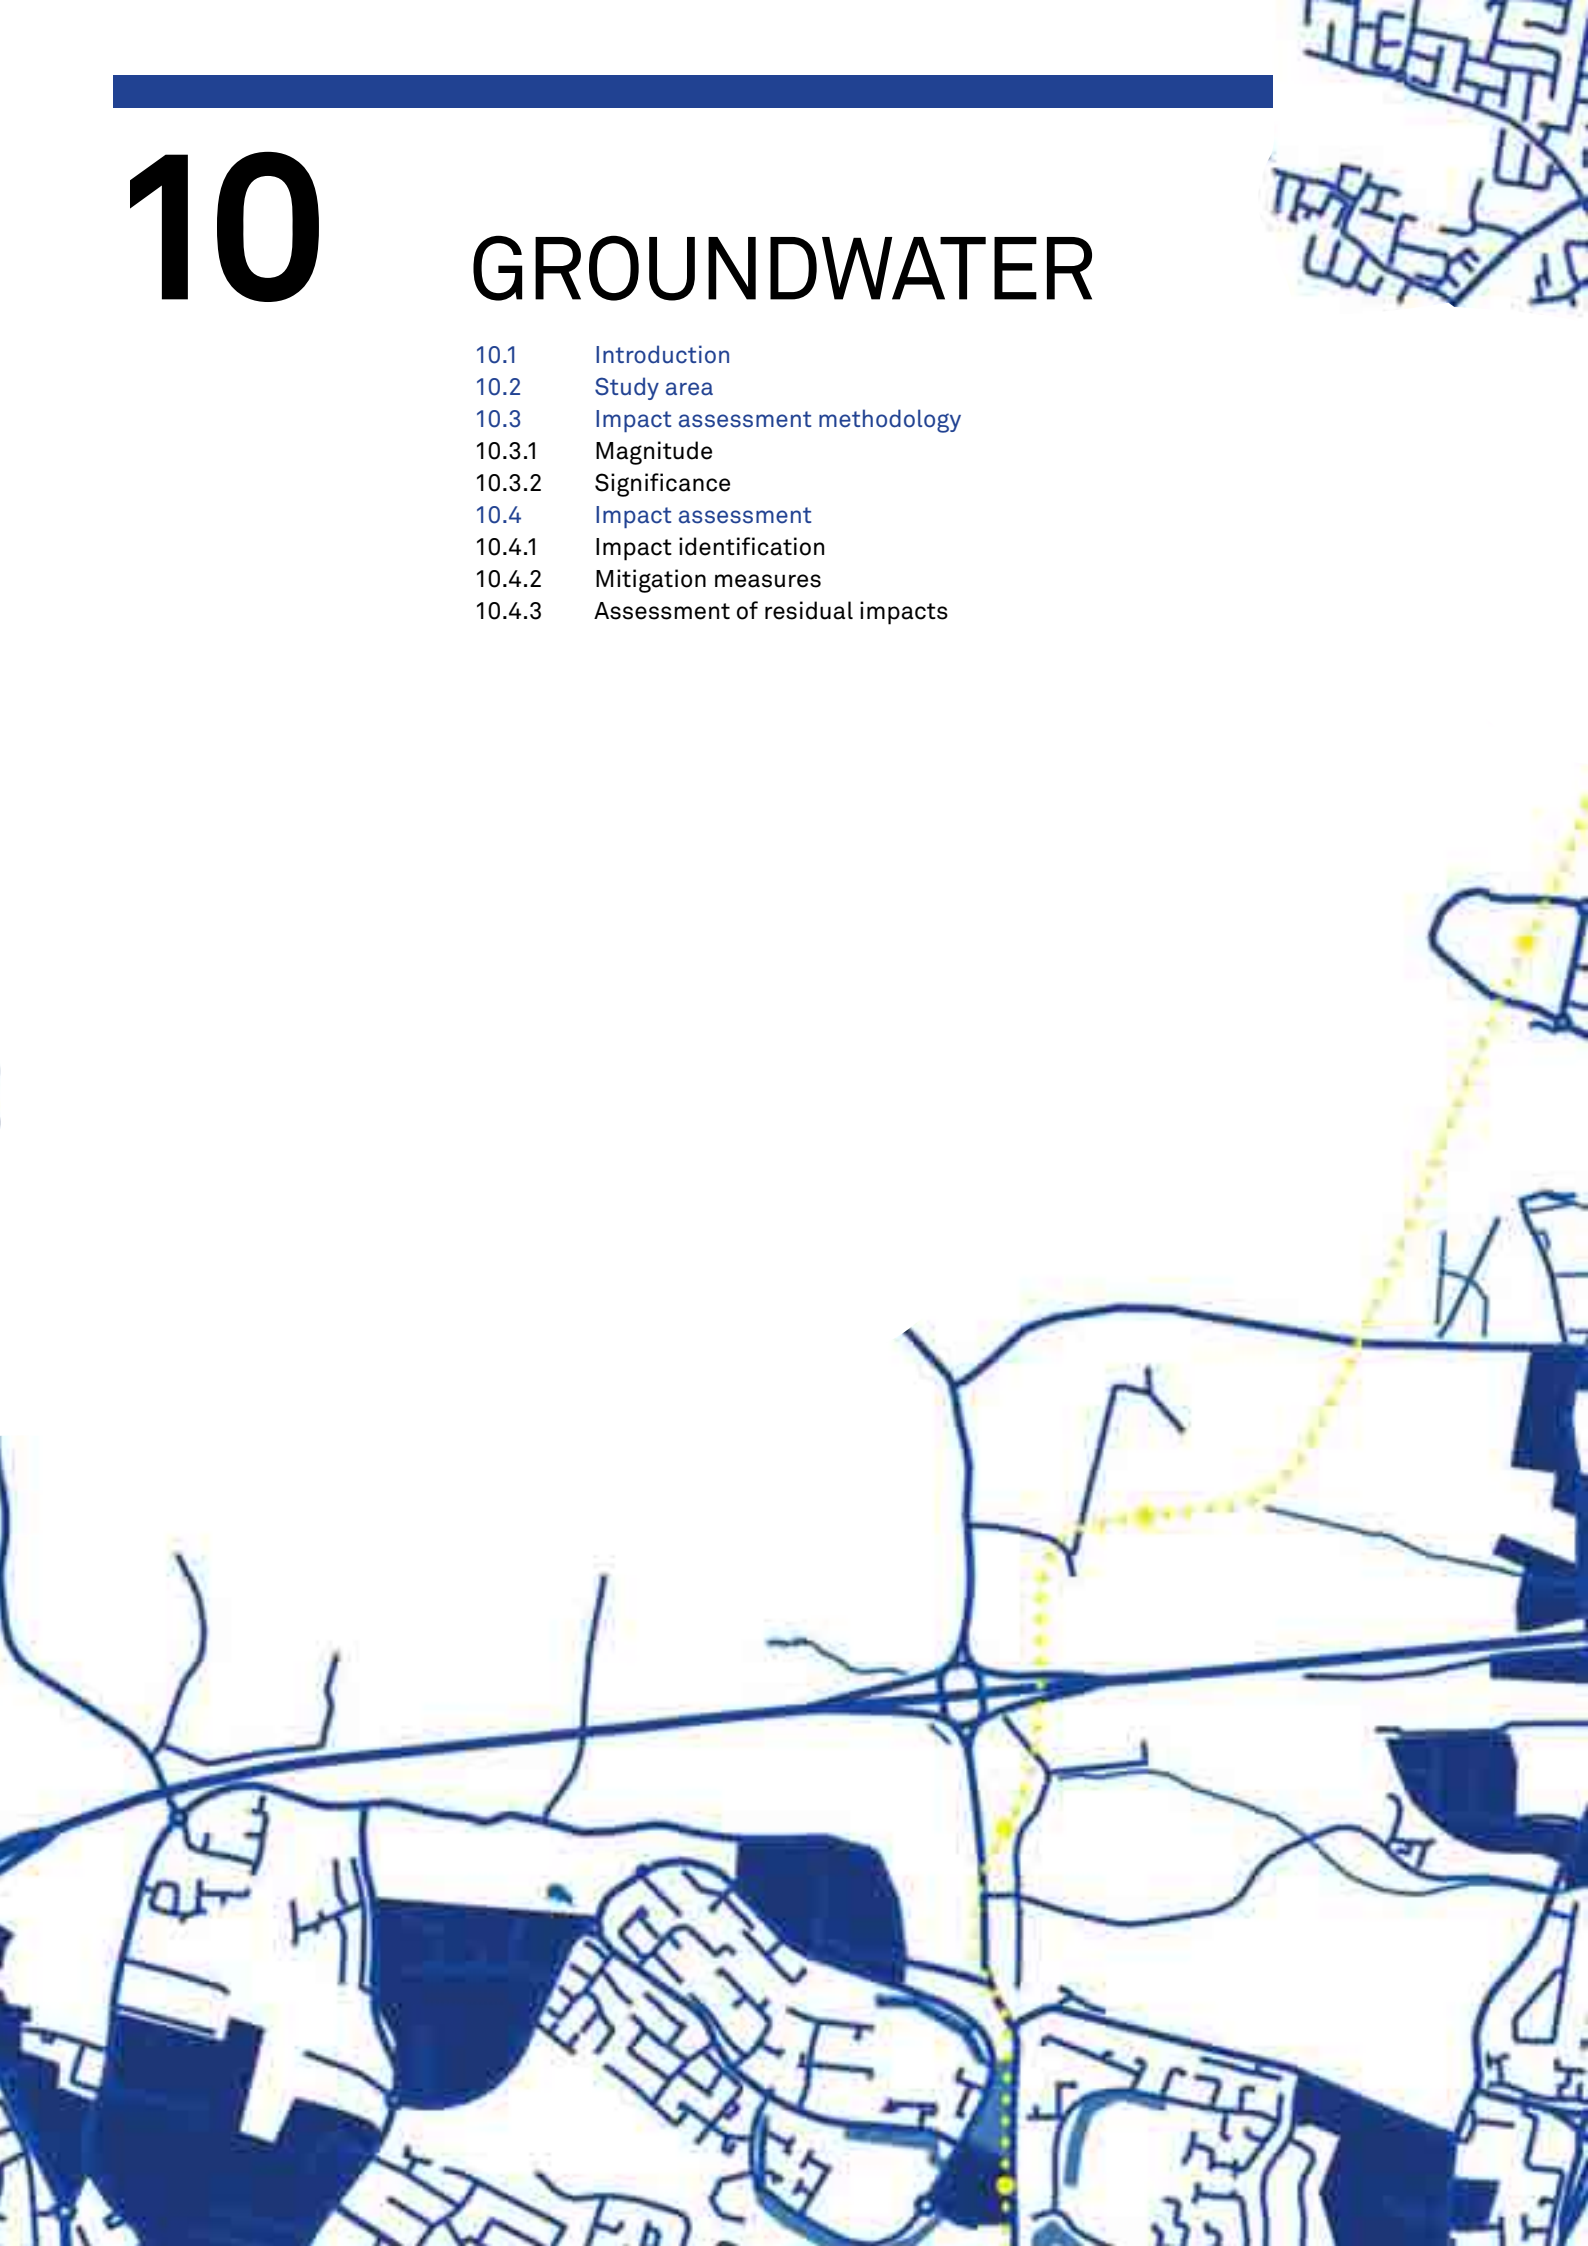 10
GROUNDWATER
10.1 Introduction
10.2 Study area
10.3 Impact assessment methodology
10.3.1 Magnitude
10.3.2 Significance
10.4 Impact assessment
10.4.1 Impact identification
10.4.2 Mitigation measures
10.4.3 Assessment of residual impacts